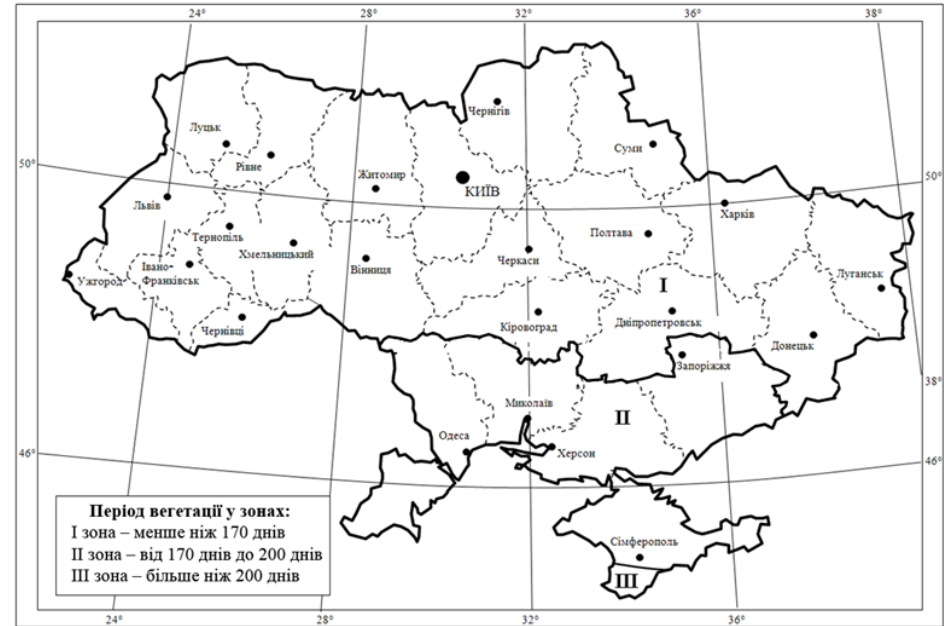 24° 28° 32° 36° 38°
Чернігів
Луцьк
Суми
Рівне
50°
50°
Житомир
КИЇВ
Львів
Харків
Полтава
Тернопіль
Хмельницький
Черкаси
Івано-
Франківськ
Вінниця
Луганськ
Ужгород
I
Чернівці
Кіровоград
Дніпропетровськ
Донецьк
Запоріжжя
38°
Миколаїв
II
Одеса
Херсон
46°
46°
Період вегетації у зонах:
I зона – менше ніж 170 днів
II зона – від 170 днів до 200 днів
III зона – більше ніж 200 днів
Сімферополь
III
24° 28° 32° 36°